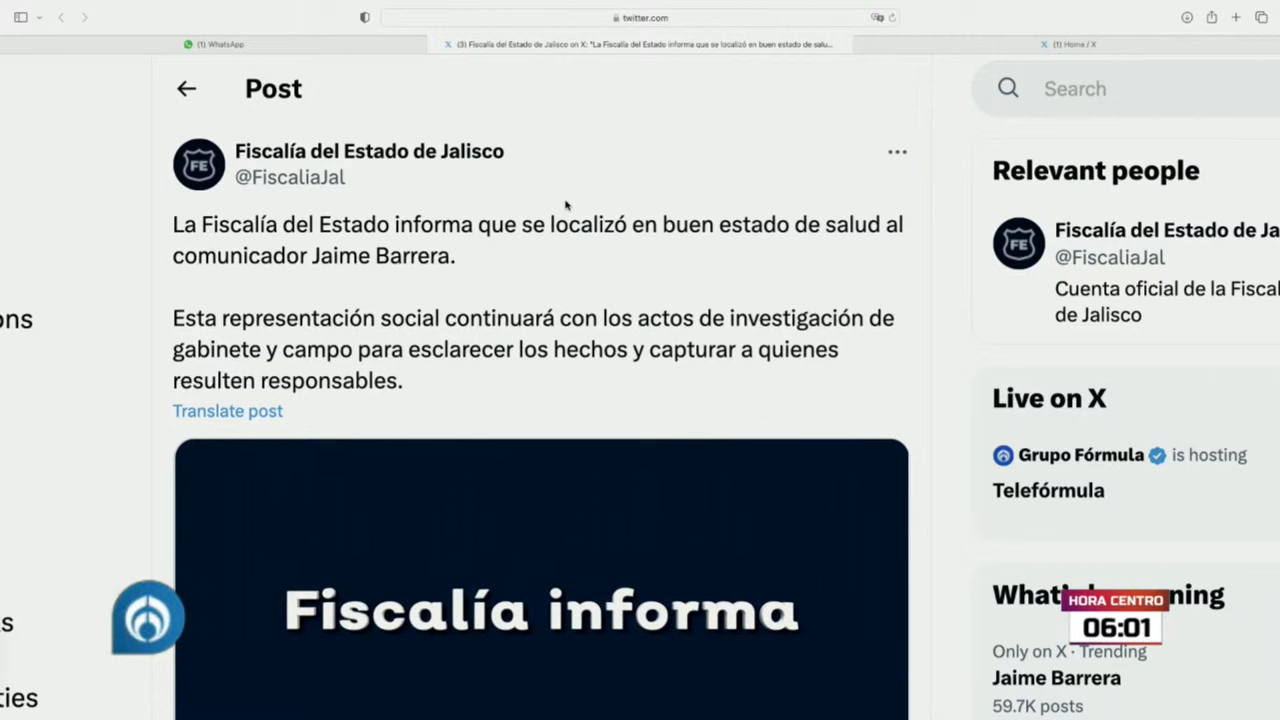 twitter.com
(1) WhatsApp
(3) Fiscalía del Estado de Jalisco on X: "La Fiscalía del Estado informa que se localizó en buen estado de salu...
(1) Home / X
Post
Search
FE
Fiscalía del Estado de Jalisco
@FiscaliaJal
La Fiscalía del Estado informa que se localizó en buen estado de salud al
comunicador Jaime Barrera.
Esta representación social continuará con los actos de investigación de
gabinete y campo para esclarecer los hechos y capturar a quienes
resulten responsables.
Translate post
Fiscalía informa
ons
s
ties
Relevant people
FE
Fiscalía del Estado de Ja
@FiscaliaJal
Cuenta oficial de la Fiscal
de Jalisco
Live on X
Grupo Fórmula is hosting
Telefórmula
HORA CENTRO
06:01
Only on X · Trending
Jaime Barrera
59.7K posts